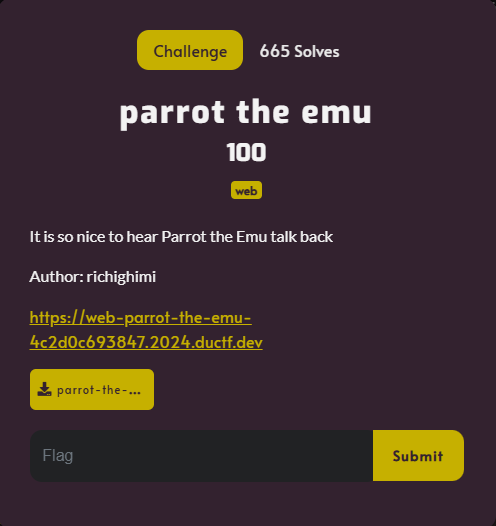 Challenge 665 Solves
parrot the emu
100
web
It is so nice to hear Parrot the Emu talk back
Author: richighimi
https://web-parrot-the-emu-
4c2d0c693847.2024.ductf.dev
parrot-the-...
Flag Submit